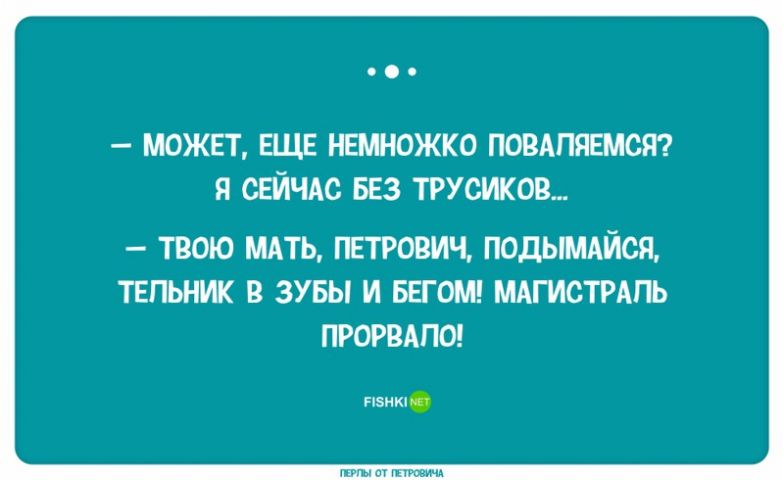 – МОЖЕТ, ЕЩЕ НЕМНОЖКО ПОВАЛЯЕМСЯ?
Я СЕЙЧАС БЕЗ ТРУСИКОВ...
– ТВОЮ МАТЬ, ПЕТРОВИЧ, ПОДЫМАЙСЯ,
ТЕЛЬНИК В ЗУБЫ И БЕГОМ! МАГИСТРАЛЬ
ПРОРВАЛО!
FISHKI NET
ПЕРЛЫ ОТ ПЕТРОВИЧА